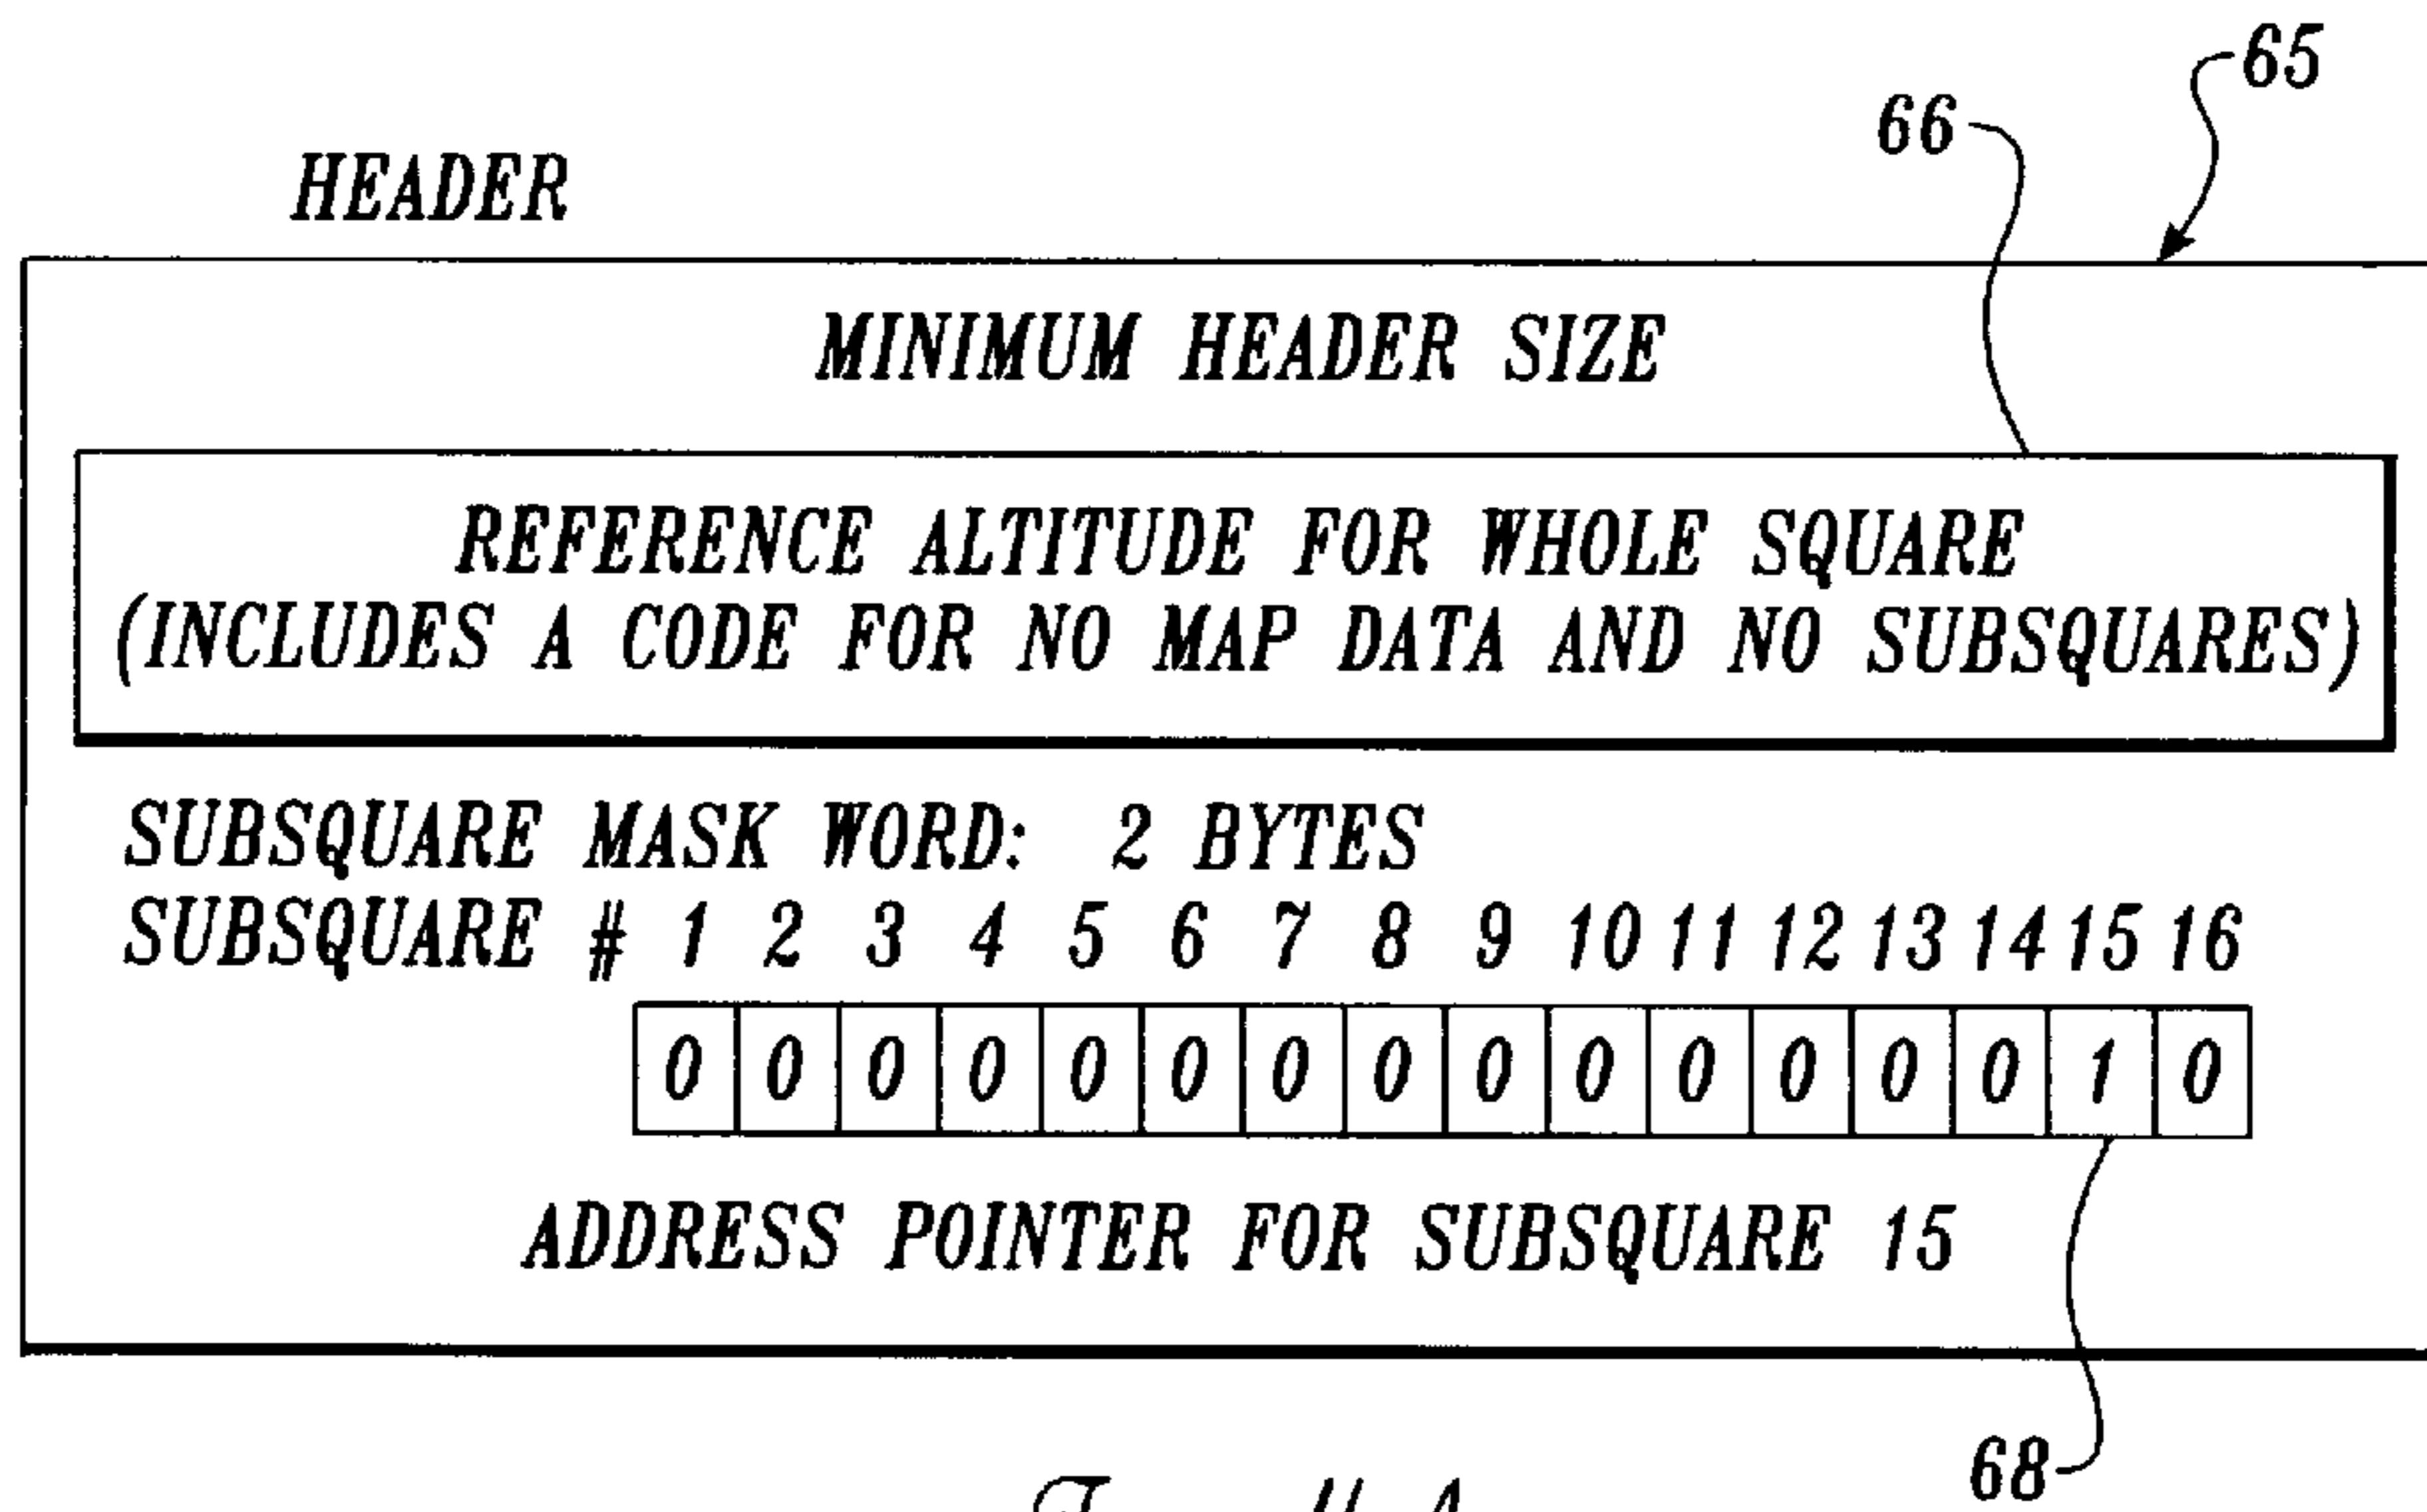 65
66
HEADER
MINIMUM HEADER SIZE
REFERENCE ALTITUDE FOR WHOLE SQUARE
(INCLUDES A CODE FOR NO MAP DATA AND NO SUBSQUARES)
SUBSQUARE MASK WORD: 2 BYTES
SUBSQUARE # 1 2 3 4 5 6 7 8 9 10 11 12 13 14 15 16
0 0 0 0 0 0 0 0 0 0 0 0 0 0 1 0
ADDRESS POINTER FOR SUBSQUARE 15
68